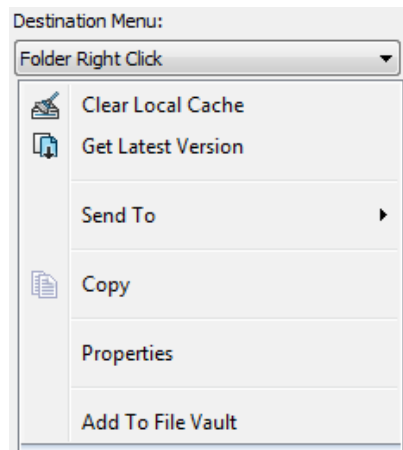 Destination Menu:
Folder Right Click
Clear Local Cache
Get Latest Version
Send To
Copy
Properties
Add To File Vault